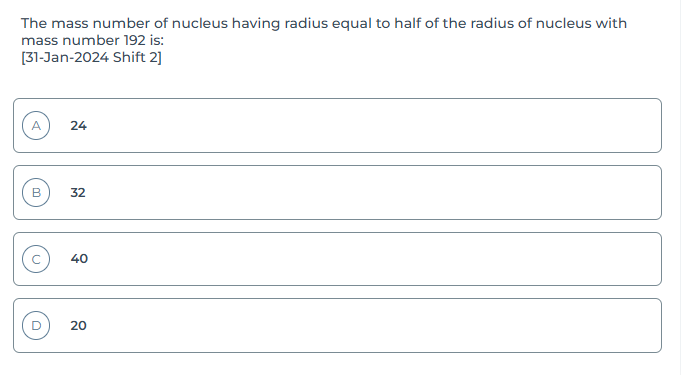 The mass number of nucleus having radius equal to half of the radius of nucleus with
mass number 192 is:
[31-Jan-2024 Shift 2]
A 24
B 32
C 40
D 20